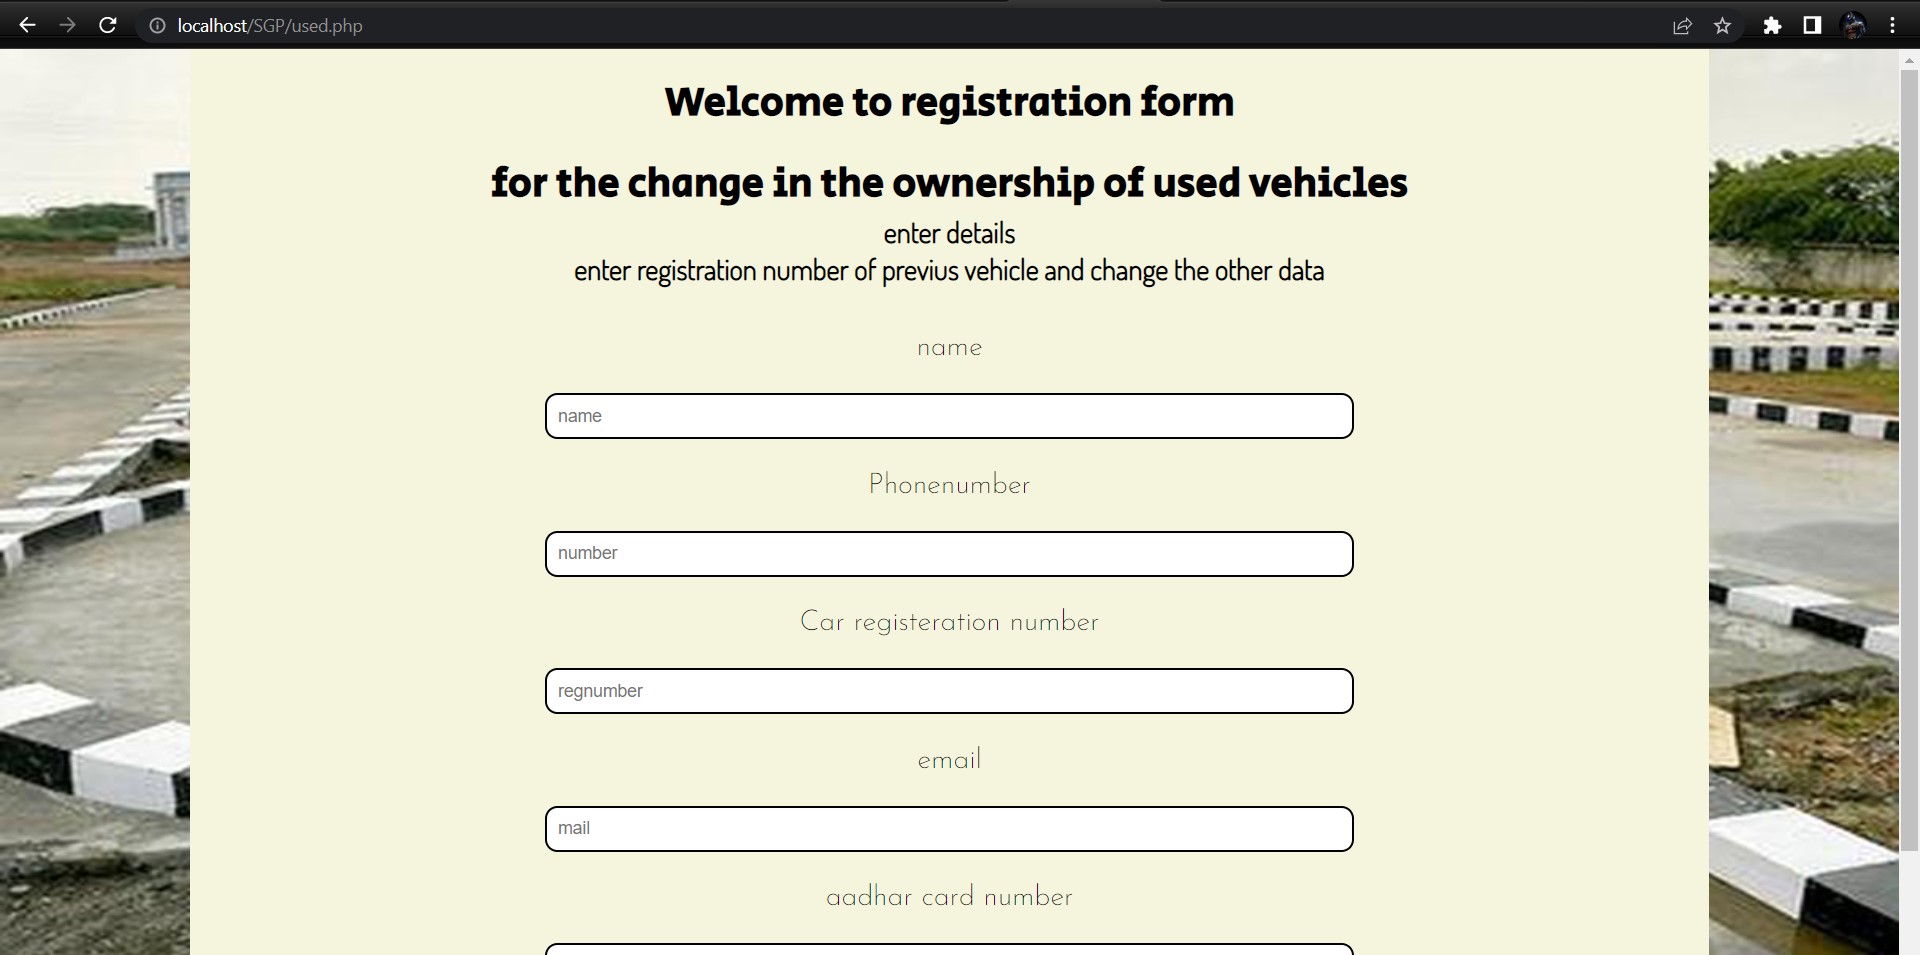 localhost/SGP/used.php
Welcome to registration form
for the change in the ownership of used vehicles
enter details
enter registration number of previus vehicle and change the other data
name
name
Phonenumber
number
Car registeration number
regnumber
email
mail
aadhar card number